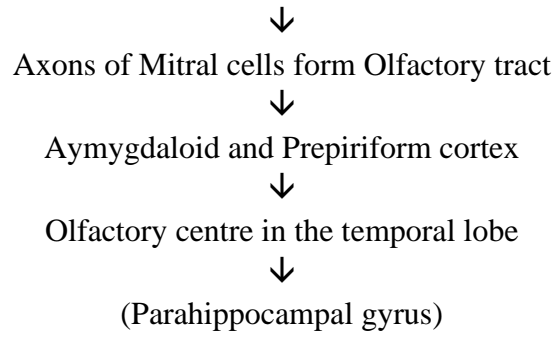 ↓
Axons of Mitral cells form Olfactory tract
↓
Aymygdaloid and Prepiriform cortex
↓
Olfactory centre in the temporal lobe
↓
(Parahippocampal gyrus)